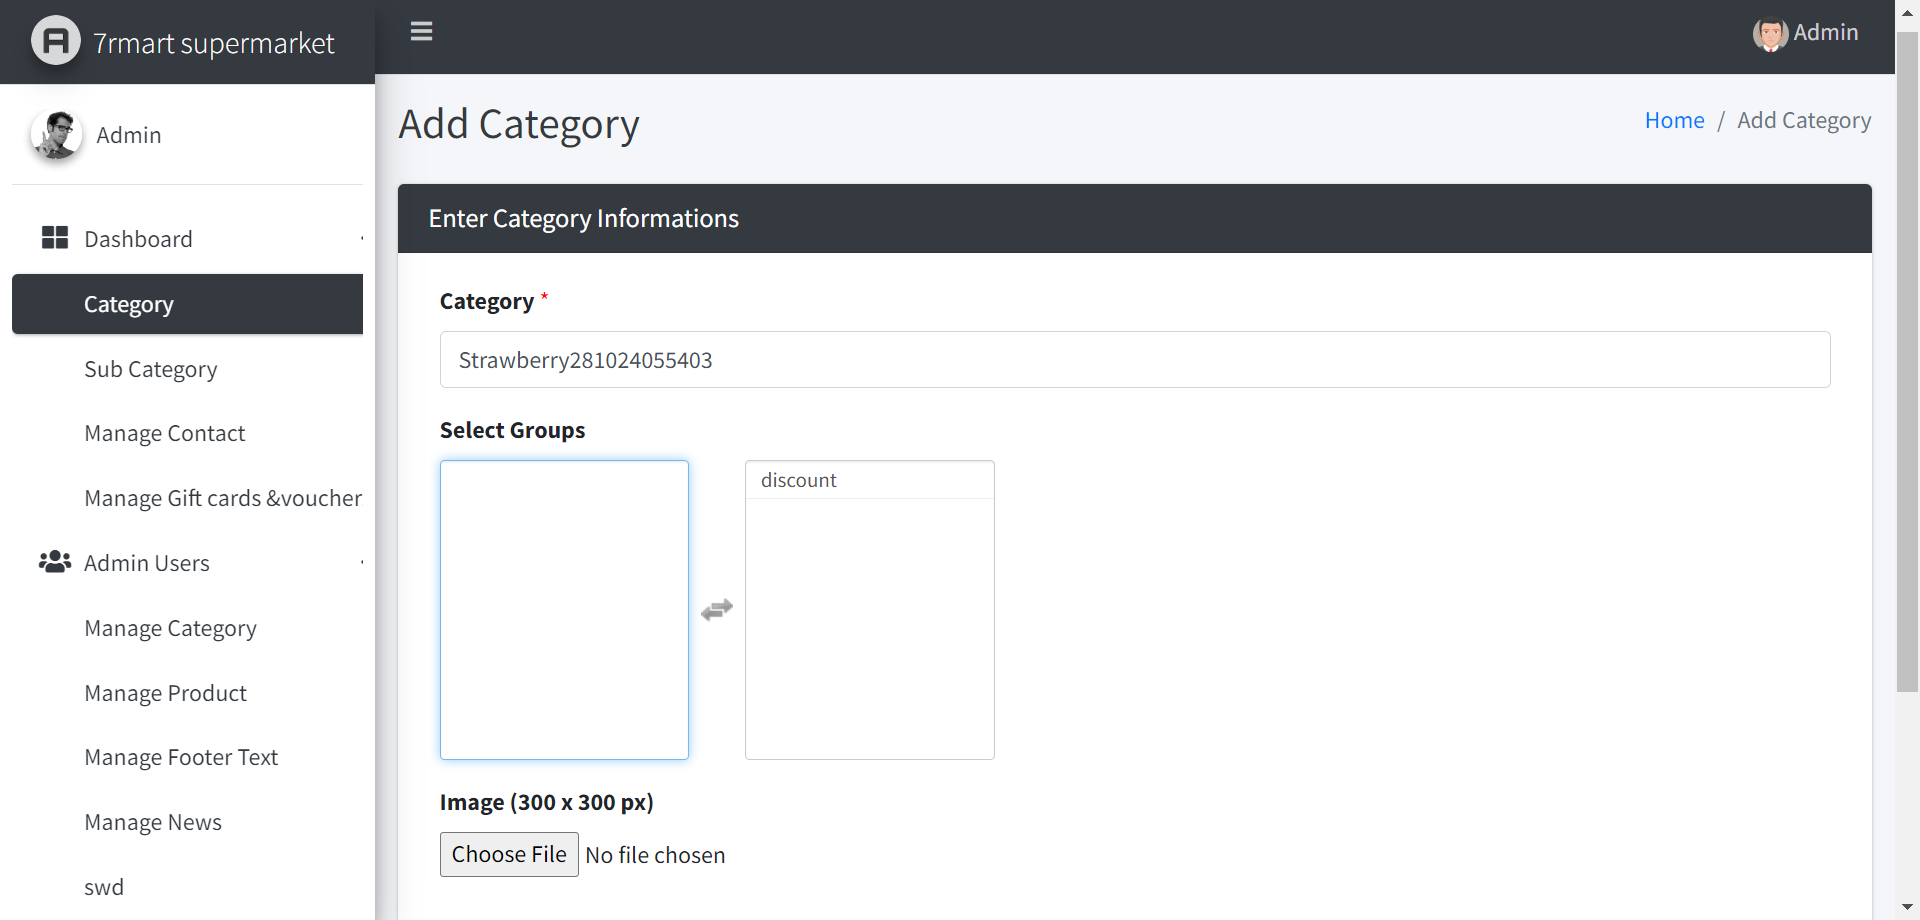 7rmart supermarket
Admin
Admin
Dashboard
Category
Sub Category
Manage Contact
Manage Gift cards &voucher
Admin Users
Manage Category
Manage Product
Manage Footer Text
Manage News
swd
Add Category
Home / Add Category
Enter Category Informations
Category *
Strawberry281024055403
Select Groups
discount
Image (300 x 300 px)
Choose File No file chosen